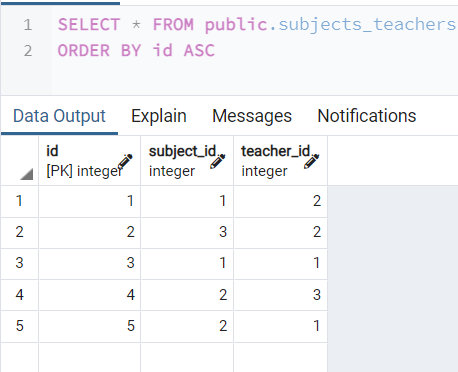 1 SELECT * FROM public.subjects_teachers
2 ORDER BY id ASC
Data Output Explain Messages Notifications
id subject_id teacher_id
[PK] integer integer integer
1 1 1 2
2 2 3 2
3 3 1 1
4 4 2 3
5 5 2 1